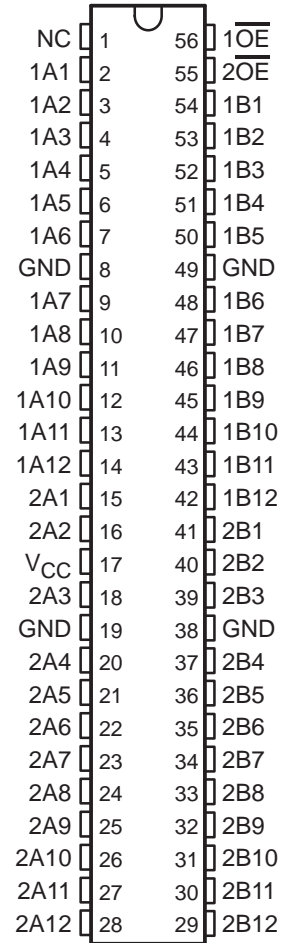 NC 1 56 1O̅E̅
1A1 2 55 2O̅E̅
1A2 3 54 1B1
1A3 4 53 1B2
1A4 5 52 1B3
1A5 6 51 1B4
1A6 7 50 1B5
GND 8 49 GND
1A7 9 48 1B6
1A8 10 47 1B7
1A9 11 46 1B8
1A10 12 45 1B9
1A11 13 44 1B10
1A12 14 43 1B11
2A1 15 42 1B12
2A2 16 41 2B1
VCC 17 40 2B2
2A3 18 39 2B3
GND 19 38 GND
2A4 20 37 2B4
2A5 21 36 2B5
2A6 22 35 2B6
2A7 23 34 2B7
2A8 24 33 2B8
2A9 25 32 2B9
2A10 26 31 2B10
2A11 27 30 2B11
2A12 28 29 2B12